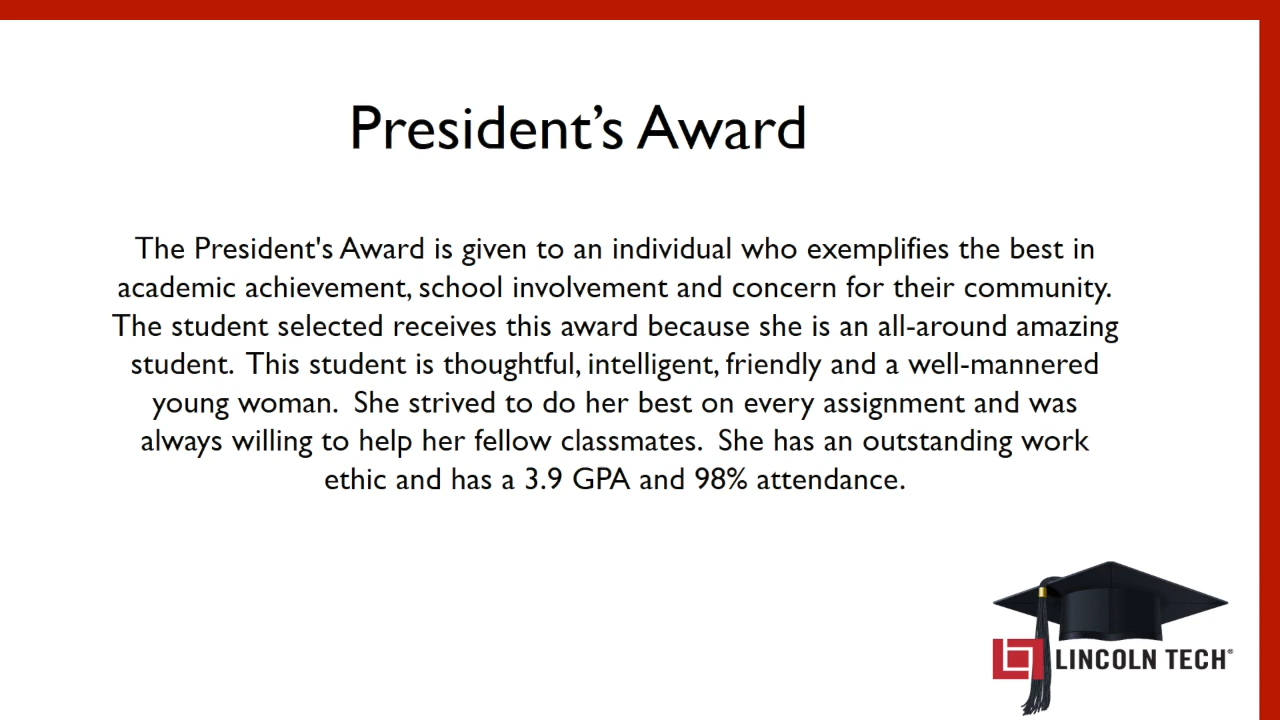 President’s Award
The President's Award is given to an individual who exemplifies the best in
academic achievement, school involvement and concern for their community.
The student selected receives this award because she is an all-around amazing
student.  This student is thoughtful, intelligent, friendly and a well-mannered
young woman.  She strived to do her best on every assignment and was
always willing to help her fellow classmates.  She has an outstanding work
ethic and has a 3.9 GPA and 98% attendance.
LINCOLN TECH®